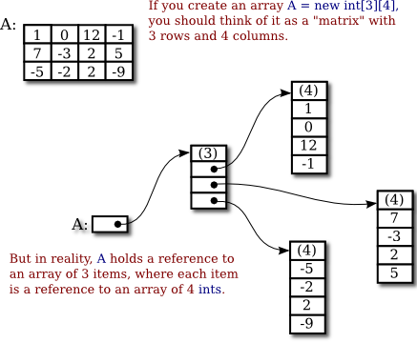 If you create an array A = new int[3][4],
you should think of it as a "matrix" with
3 rows and 4 columns.
A:
1 0 12 -1
7 -3 2 5
-5 -2 2 -9
(4)
1
0
12
-1
(3)
A:
(4)
7
-3
2
5
But in reality, A holds a reference to
an array of 3 items, where each item
is a reference to an array of 4 ints.
(4)
-5
-2
2
-9